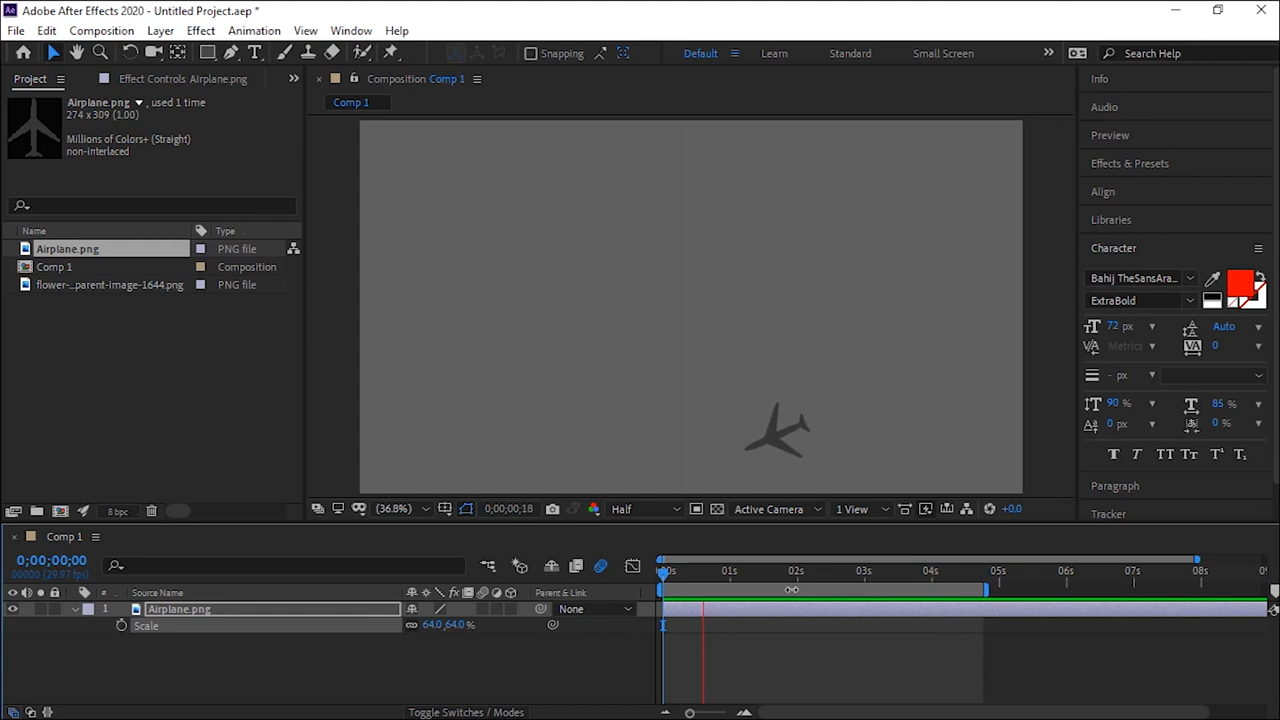 Adobe After Effects 2020 - Untitled Project.aep *
File Edit Composition Layer Effect Animation View Window Help
Snapping
Default Learn Standard Small Screen
Search Help
Project Effect Controls Airplane.png
Composition Comp 1
Comp 1
Airplane.png , used 1 time
274 x 309 (1.00)
Millions of Colors+ (Straight)
non-interlaced
Name Type
Airplane.png PNG file
Comp 1 Composition
flower-...parent-image-1644.png PNG file
8 bpc
(36.8%) 0;00;00;18 Half Active Camera 1 View +0.0
Info
Audio
Preview
Effects & Presets
Align
Libraries
Character
Bahij TheSansAra...
ExtraBold
72 px Auto
Metrics 0
- px
90 % 85 %
0 px 0 %
T T TT Tт T¹ T₁
Paragraph
Tracker
Comp 1
0;00;00;00
00000 (29.97 fps)
# Source Name Parent & Link
1 Airplane.png None
Scale 64.0,64.0 %
:00s 01s 02s 03s 04s 05s 06s 07s 08s
Toggle Switches / Modes